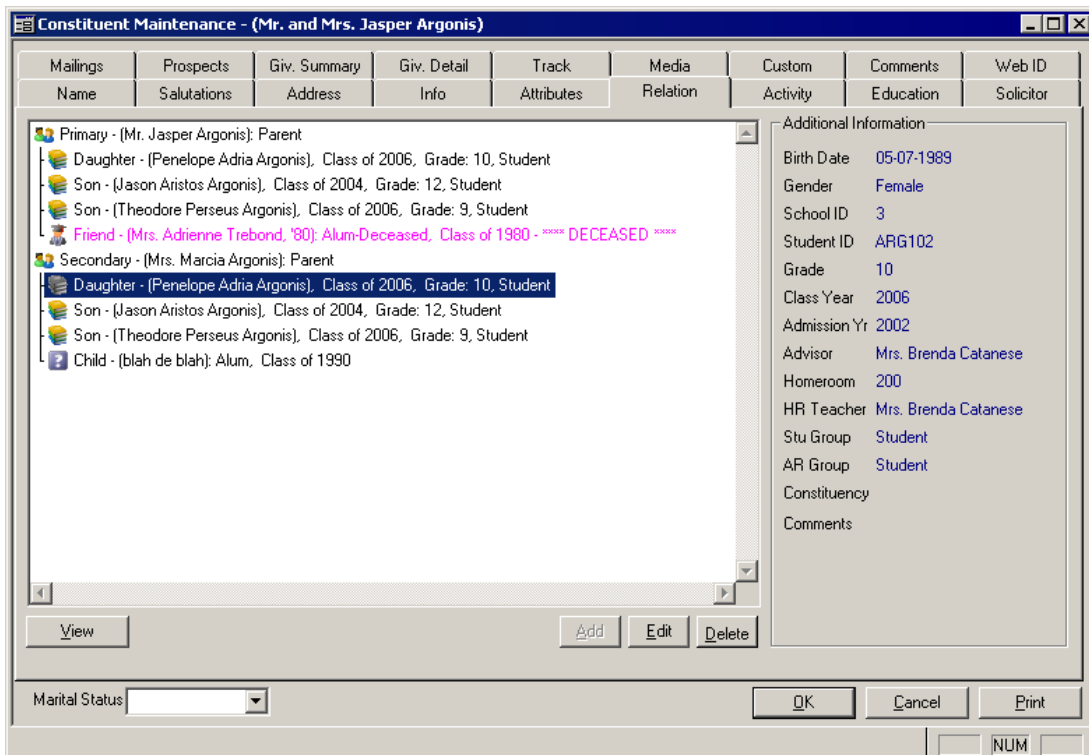 Constituent Maintenance - (Mr. and Mrs. Jasper Argonis)
Mailings Prospects Giv. Summary Giv. Detail Track Media Custom Comments Web ID
Name Salutations Address Info Attributes Relation Activity Education Solicitor
Primary - (Mr. Jasper Argonis): Parent
Daughter - (Penelope Adria Argonis), Class of 2006, Grade: 10, Student
Son - (Jason Aristos Argonis), Class of 2004, Grade: 12, Student
Son - (Theodore Perseus Argonis), Class of 2006, Grade: 9, Student
Friend - (Mrs. Adrienne Trebond, '80): Alum-Deceased, Class of 1980 - **** DECEASED ****
Secondary - (Mrs. Marcia Argonis): Parent
Daughter - (Penelope Adria Argonis), Class of 2006, Grade: 10, Student
Son - (Jason Aristos Argonis), Class of 2004, Grade: 12, Student
Son - (Theodore Perseus Argonis), Class of 2006, Grade: 9, Student
Child - (blah de blah): Alum, Class of 1990
Additional Information
Birth Date 05-07-1989
Gender Female
School ID 3
Student ID ARG102
Grade 10
Class Year 2006
Admission Yr 2002
Advisor Mrs. Brenda Catanese
Homeroom 200
HR Teacher Mrs. Brenda Catanese
Stu Group Student
AR Group Student
Constituency
Comments
View Add Edit Delete
Marital Status OK Cancel Print
NUM